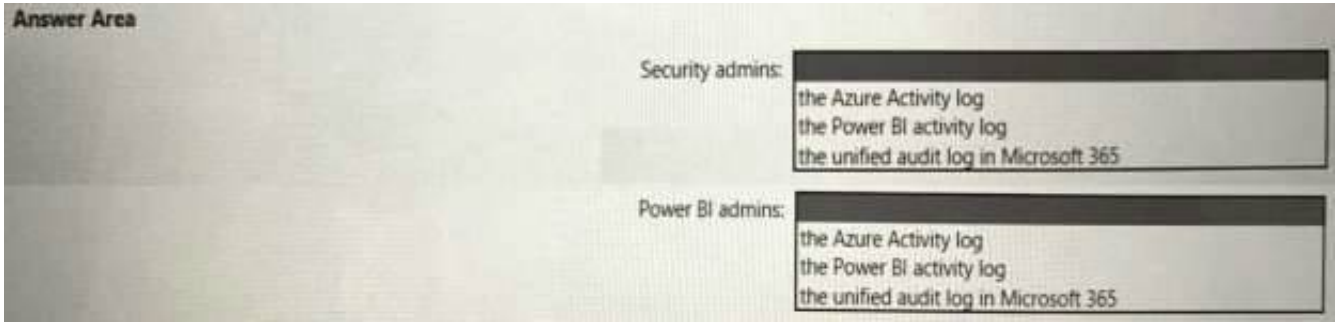 Answer Area
Security admins:
the Azure Activity log
the Power BI activity log
the unified audit log in Microsoft 365
Power BI admins:
the Azure Activity log
the Power BI activity log
the unified audit log in Microsoft 365